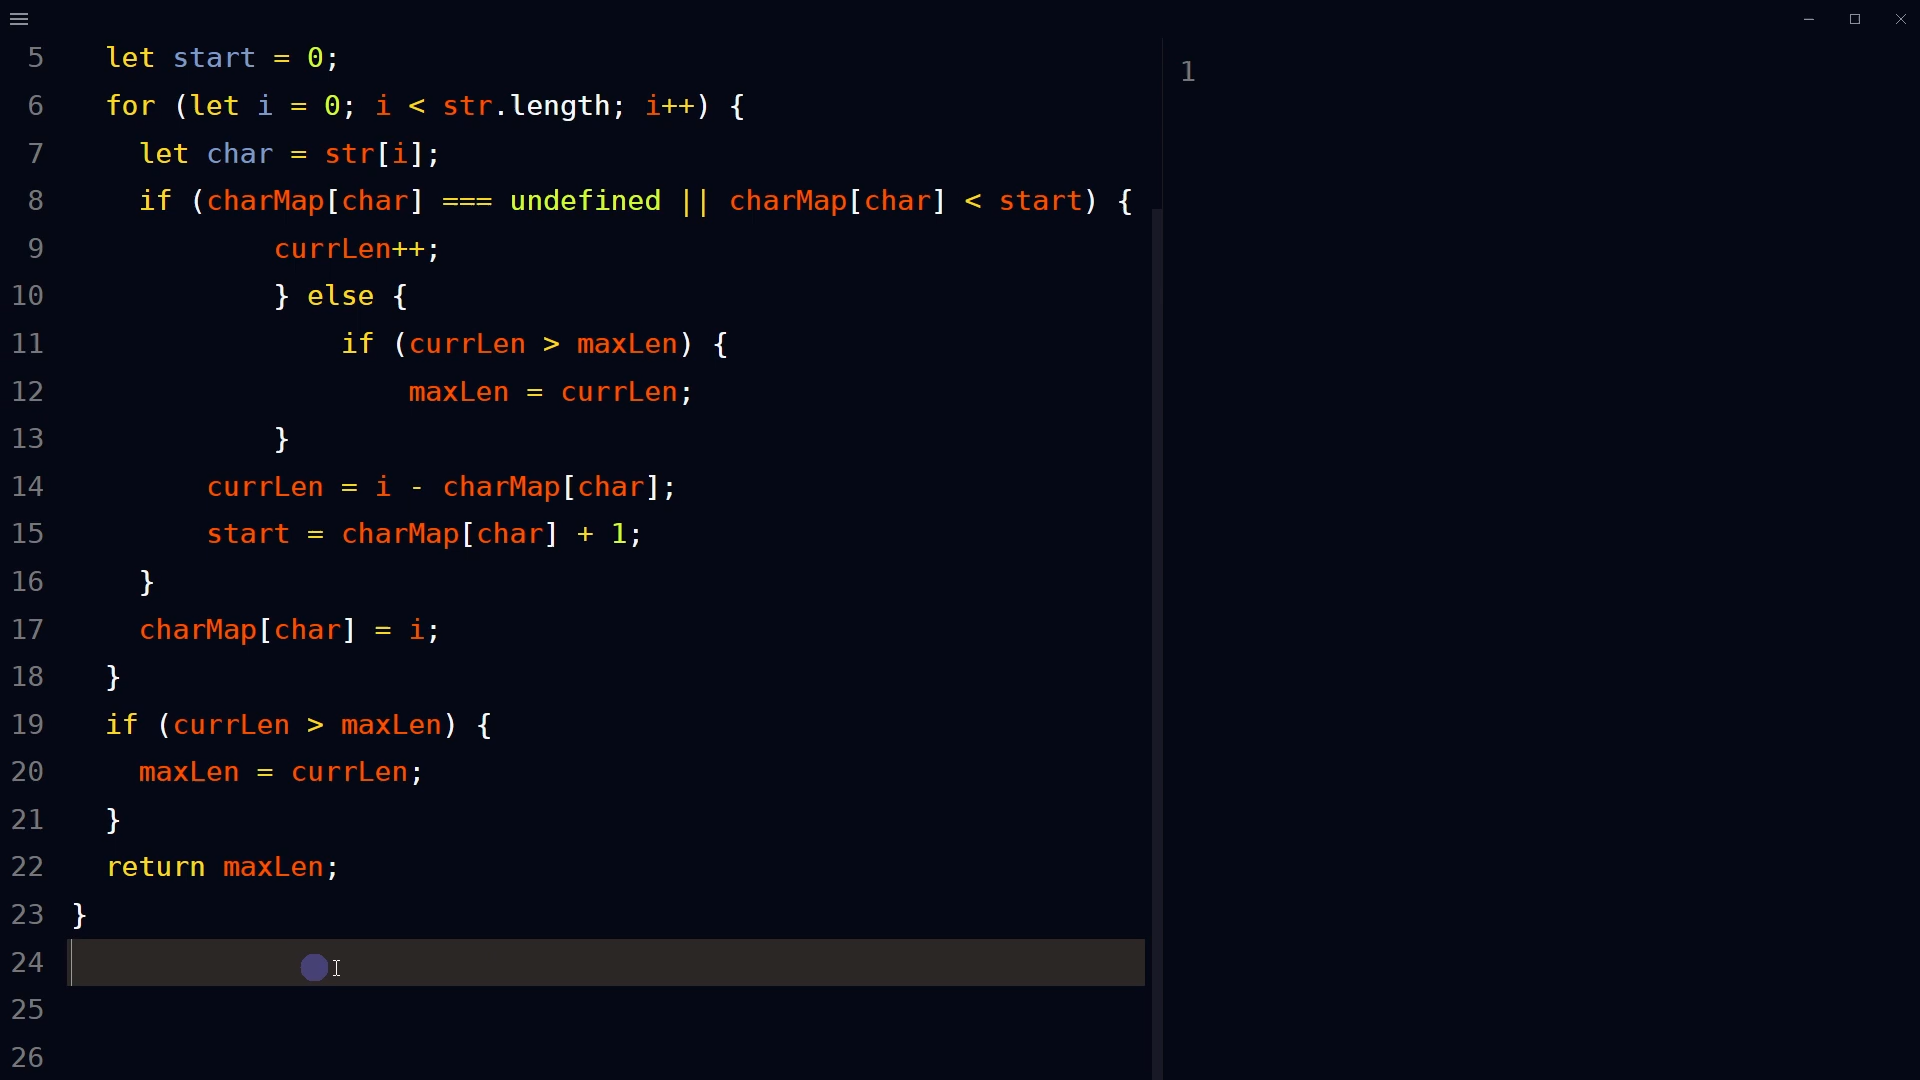 5 let start = 0;
6 for (let i = 0; i < str.length; i++) {
7 let char = str[i];
8 if (charMap[char] === undefined || charMap[char] < start) {
9 currLen++;
10 } else {
11 if (currLen > maxLen) {
12 maxLen = currLen;
13 }
14 currLen = i - charMap[char];
15 start = charMap[char] + 1;
16 }
17 charMap[char] = i;
18 }
19 if (currLen > maxLen) {
20 maxLen = currLen;
21 }
22 return maxLen;
23 }
24
25
26
1